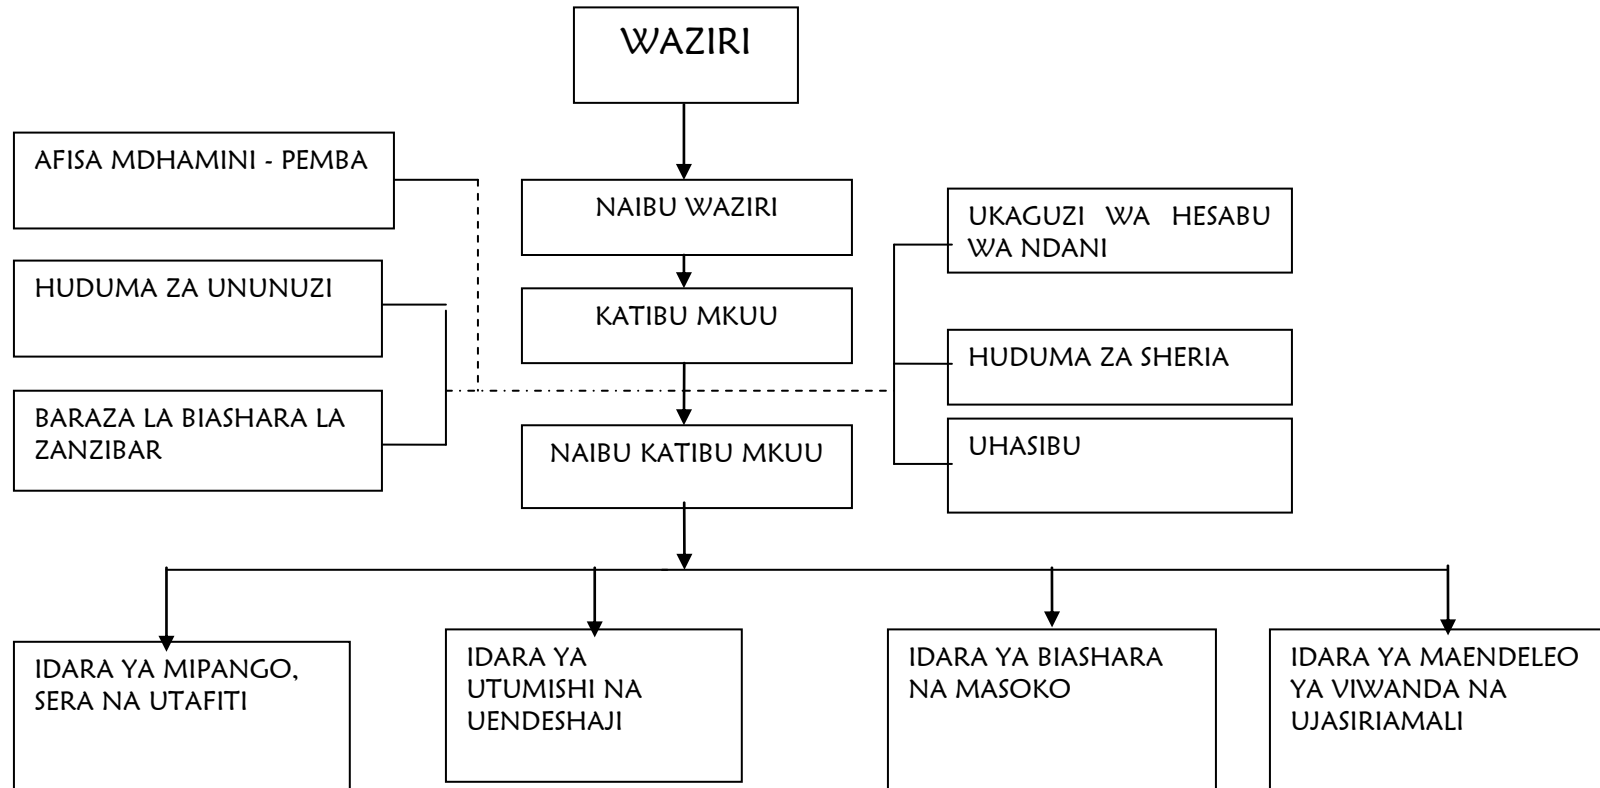 WAZIRI
AFISA MDHAMINI - PEMBA
NAIBU WAZIRI
UKAGUZI WA HESABU
WA NDANI
HUDUMA ZA UNUNUZI
KATIBU MKUU
HUDUMA ZA SHERIA
BARAZA LA BIASHARA LA
ZANZIBAR
NAIBU KATIBU MKUU
UHASIBU
IDARA YA MIPANGO,
SERA NA UTAFITI
IDARA YA
UTUMISHI NA
UENDESHAJI
IDARA YA BIASHARA
NA MASOKO
IDARA YA MAENDELEO
YA VIWANDA NA
UJASIRIAMALI